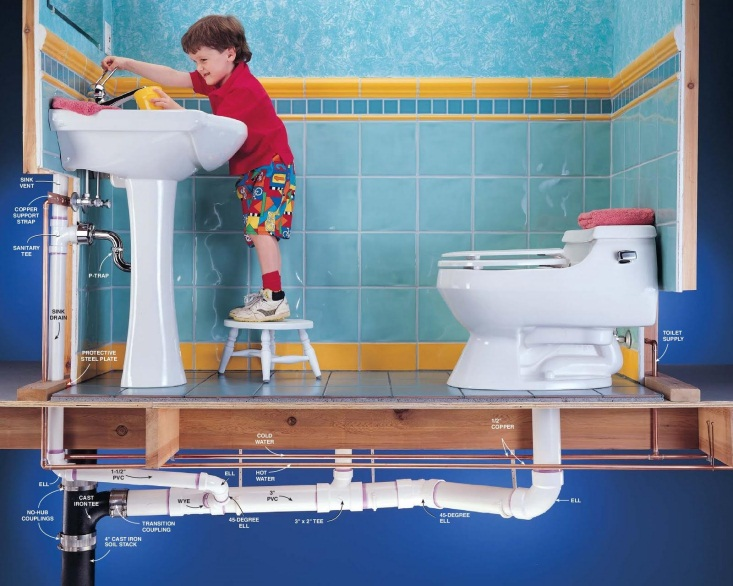 SINK
VENT
COPPER
SUPPORT
STRAP
SANITARY
TEE
P-TRAP
SINK
DRAIN
PROTECTIVE
STEEL PLATE
TOILET
SUPPLY
1/2"
COPPER
COLD
WATER
HOT
WATER
1-1/2"
PVC
ELL
ELL
CAST
IRON TEE
WYE
3"
PVC
ELL
NO-HUB
COUPLINGS
TRANSITION
COUPLING
45-DEGREE
ELL
3" x 2" TEE
45-DEGREE
ELL
4" CAST IRON
SOIL STACK